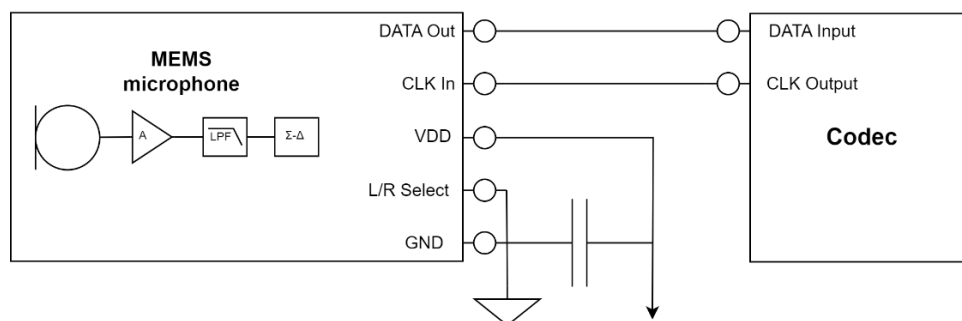 DATA Out
DATA Input
MEMS
microphone
CLK In
CLK Output
A
LPF
Σ-Δ
VDD
Codec
L/R Select
GND